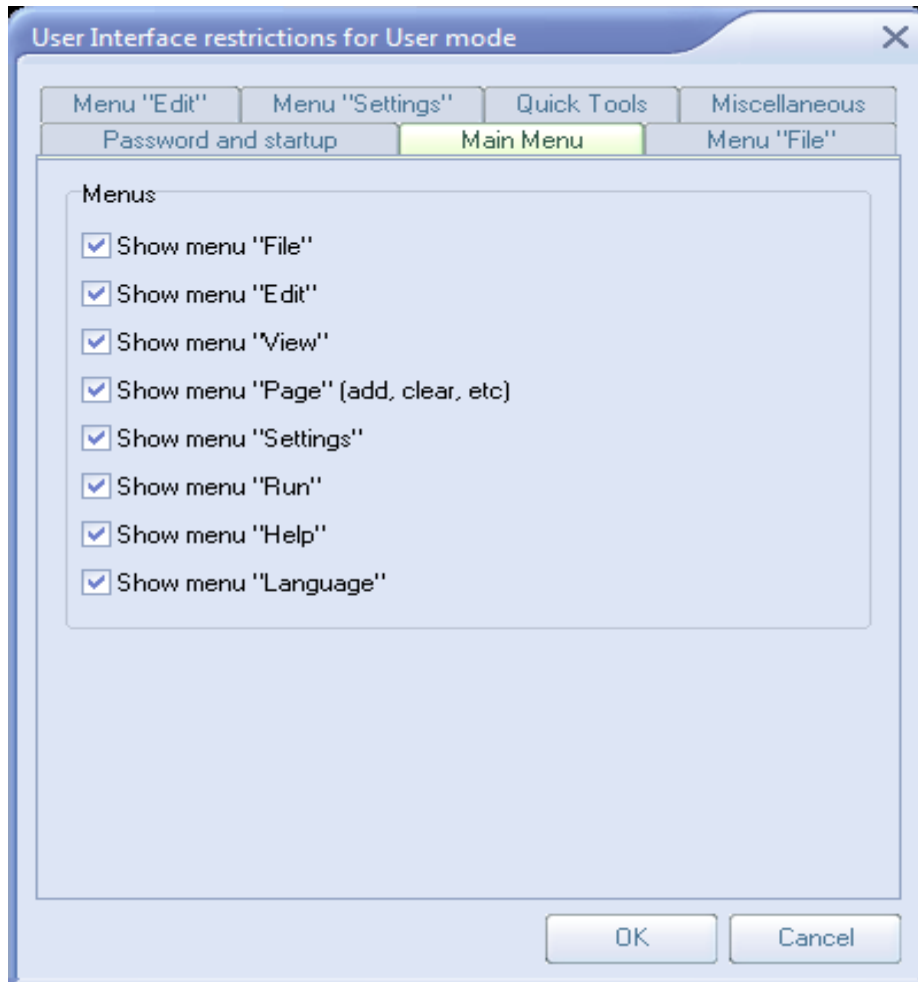 User Interface restrictions for User mode
Menu "Edit" Menu "Settings" Quick Tools Miscellaneous
Password and startup Main Menu Menu "File"
Menus
Show menu "File"
Show menu "Edit"
Show menu "View"
Show menu "Page" (add, clear, etc)
Show menu "Settings"
Show menu "Run"
Show menu "Help"
Show menu "Language"
OK Cancel